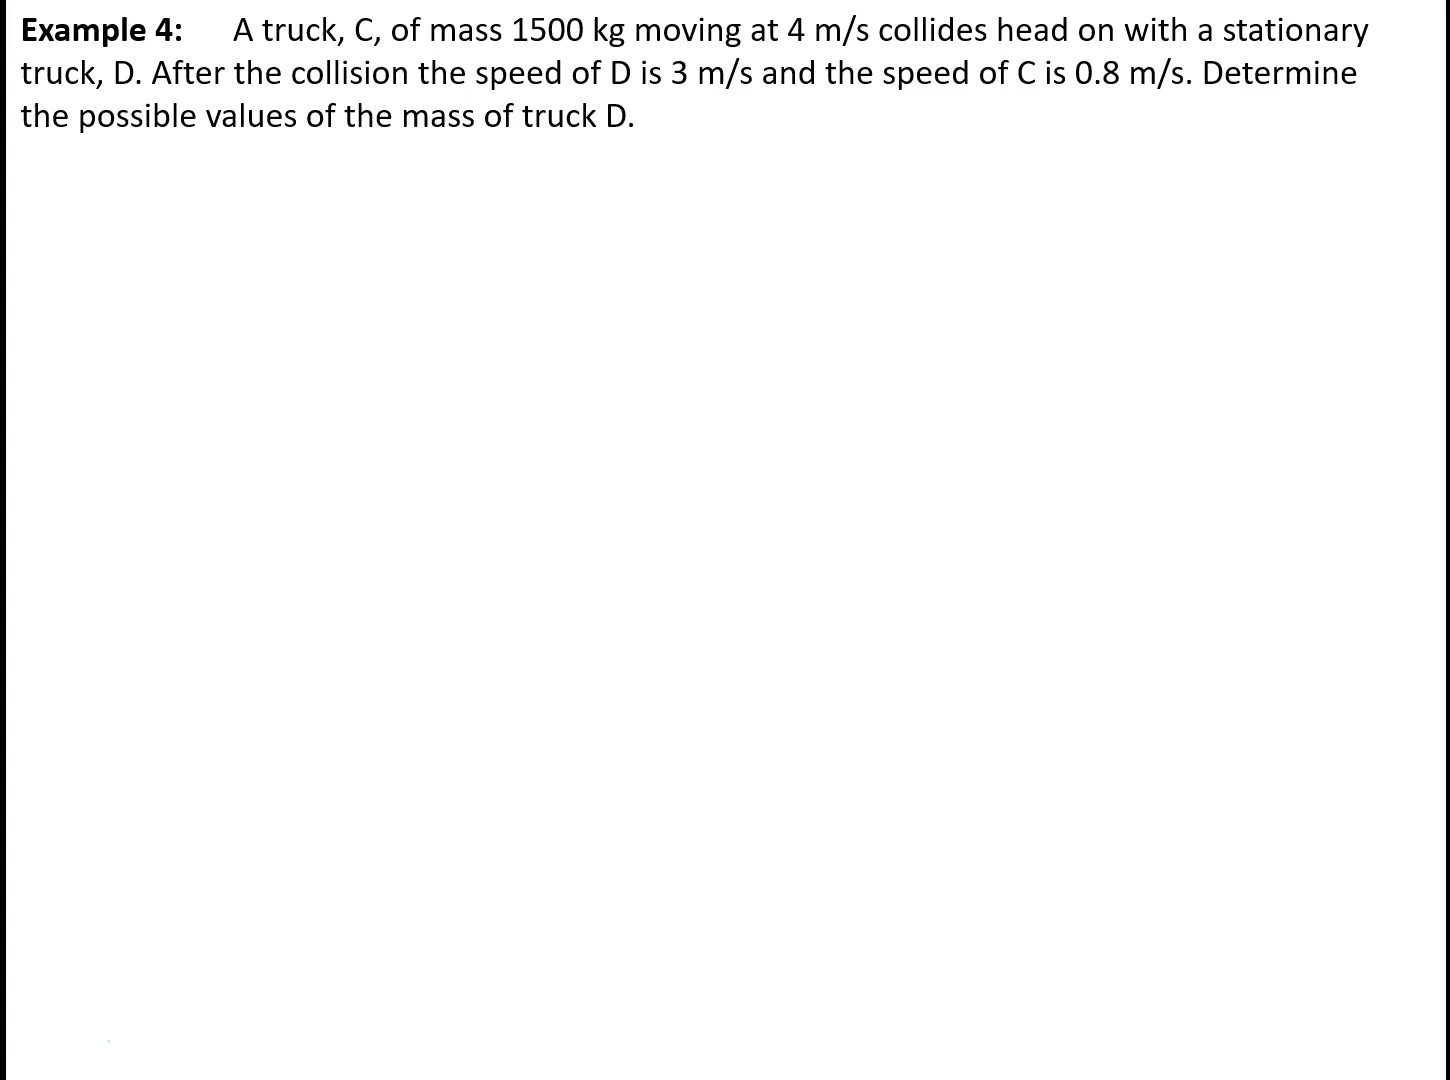 Example 4: A truck, C, of mass 1500 kg moving at 4 m/s collides head on with a stationary
truck, D. After the collision the speed of D is 3 m/s and the speed of C is 0.8 m/s. Determine
the possible values of the mass of truck D.